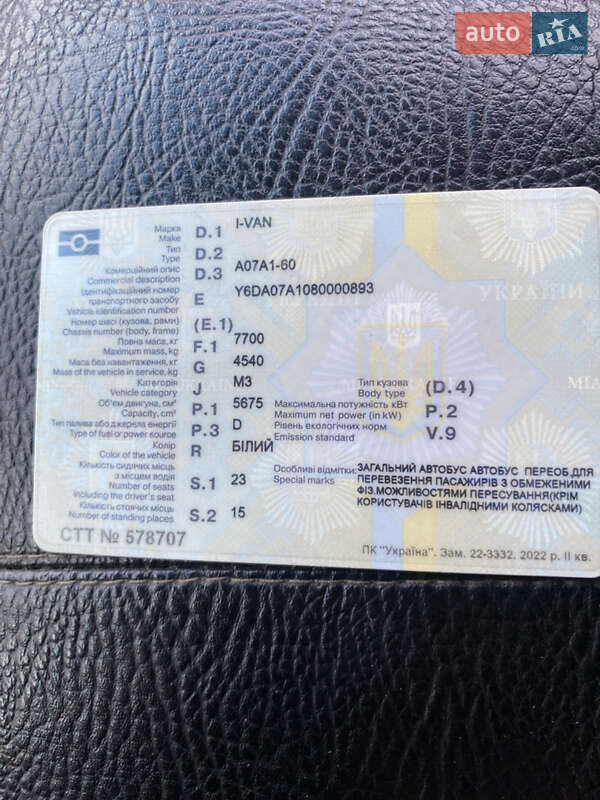 auto RIA .com
Марка
Make D.1 I-VAN
Тип
Type D.2
Комерційний опис
Commercial description D.3 A07A1-60
Ідентифікаційний номер
транспортного засобу
Vehicle identification number E Y6DA07A1080000893
Номер шасі (кузова, рами)
Chassis number (body, frame) (E.1)
Повна маса, кг
Maximum mass, kg F.1 7700
Маса без навантаження, кг
Mass of the vehicle in service, kg G 4540
Категорія
Vehicle category J M3
Об'єм двигуна, см³
Capacity, cm³ P.1 5675
Тип палива або джерела енергії
Type of fuel or power source P.3 D
Колір
Color of the vehicle R БІЛИЙ
Кількість сидячих місць
з місцем водія
Number of seats
including the driver's seat S.1 23
Кількість стоячих місць
Number of standing places S.2 15
Тип кузова
Body type (D.4)
Максимальна потужність кВт
Maximum net power (in kW) P.2
Рівень екологічних норм
Emission standard V.9
Особливі відмітки
Special marks
ЗАГАЛЬНИЙ АВТОБУС АВТОБУС ПЕРЕОБ.ДЛЯ
ПЕРЕВЕЗЕННЯ ПАСАЖИРІВ З ОБМЕЖЕНИМИ
ФІЗ.МОЖЛИВОСТЯМИ ПЕРЕСУВАННЯ(КРІМ
КОРИСТУВАЧІВ ІНВАЛІДНИМИ КОЛЯСКАМИ)
СТТ № 578707
ПК "Україна". Зам. 22-3332. 2022 р. II кв.